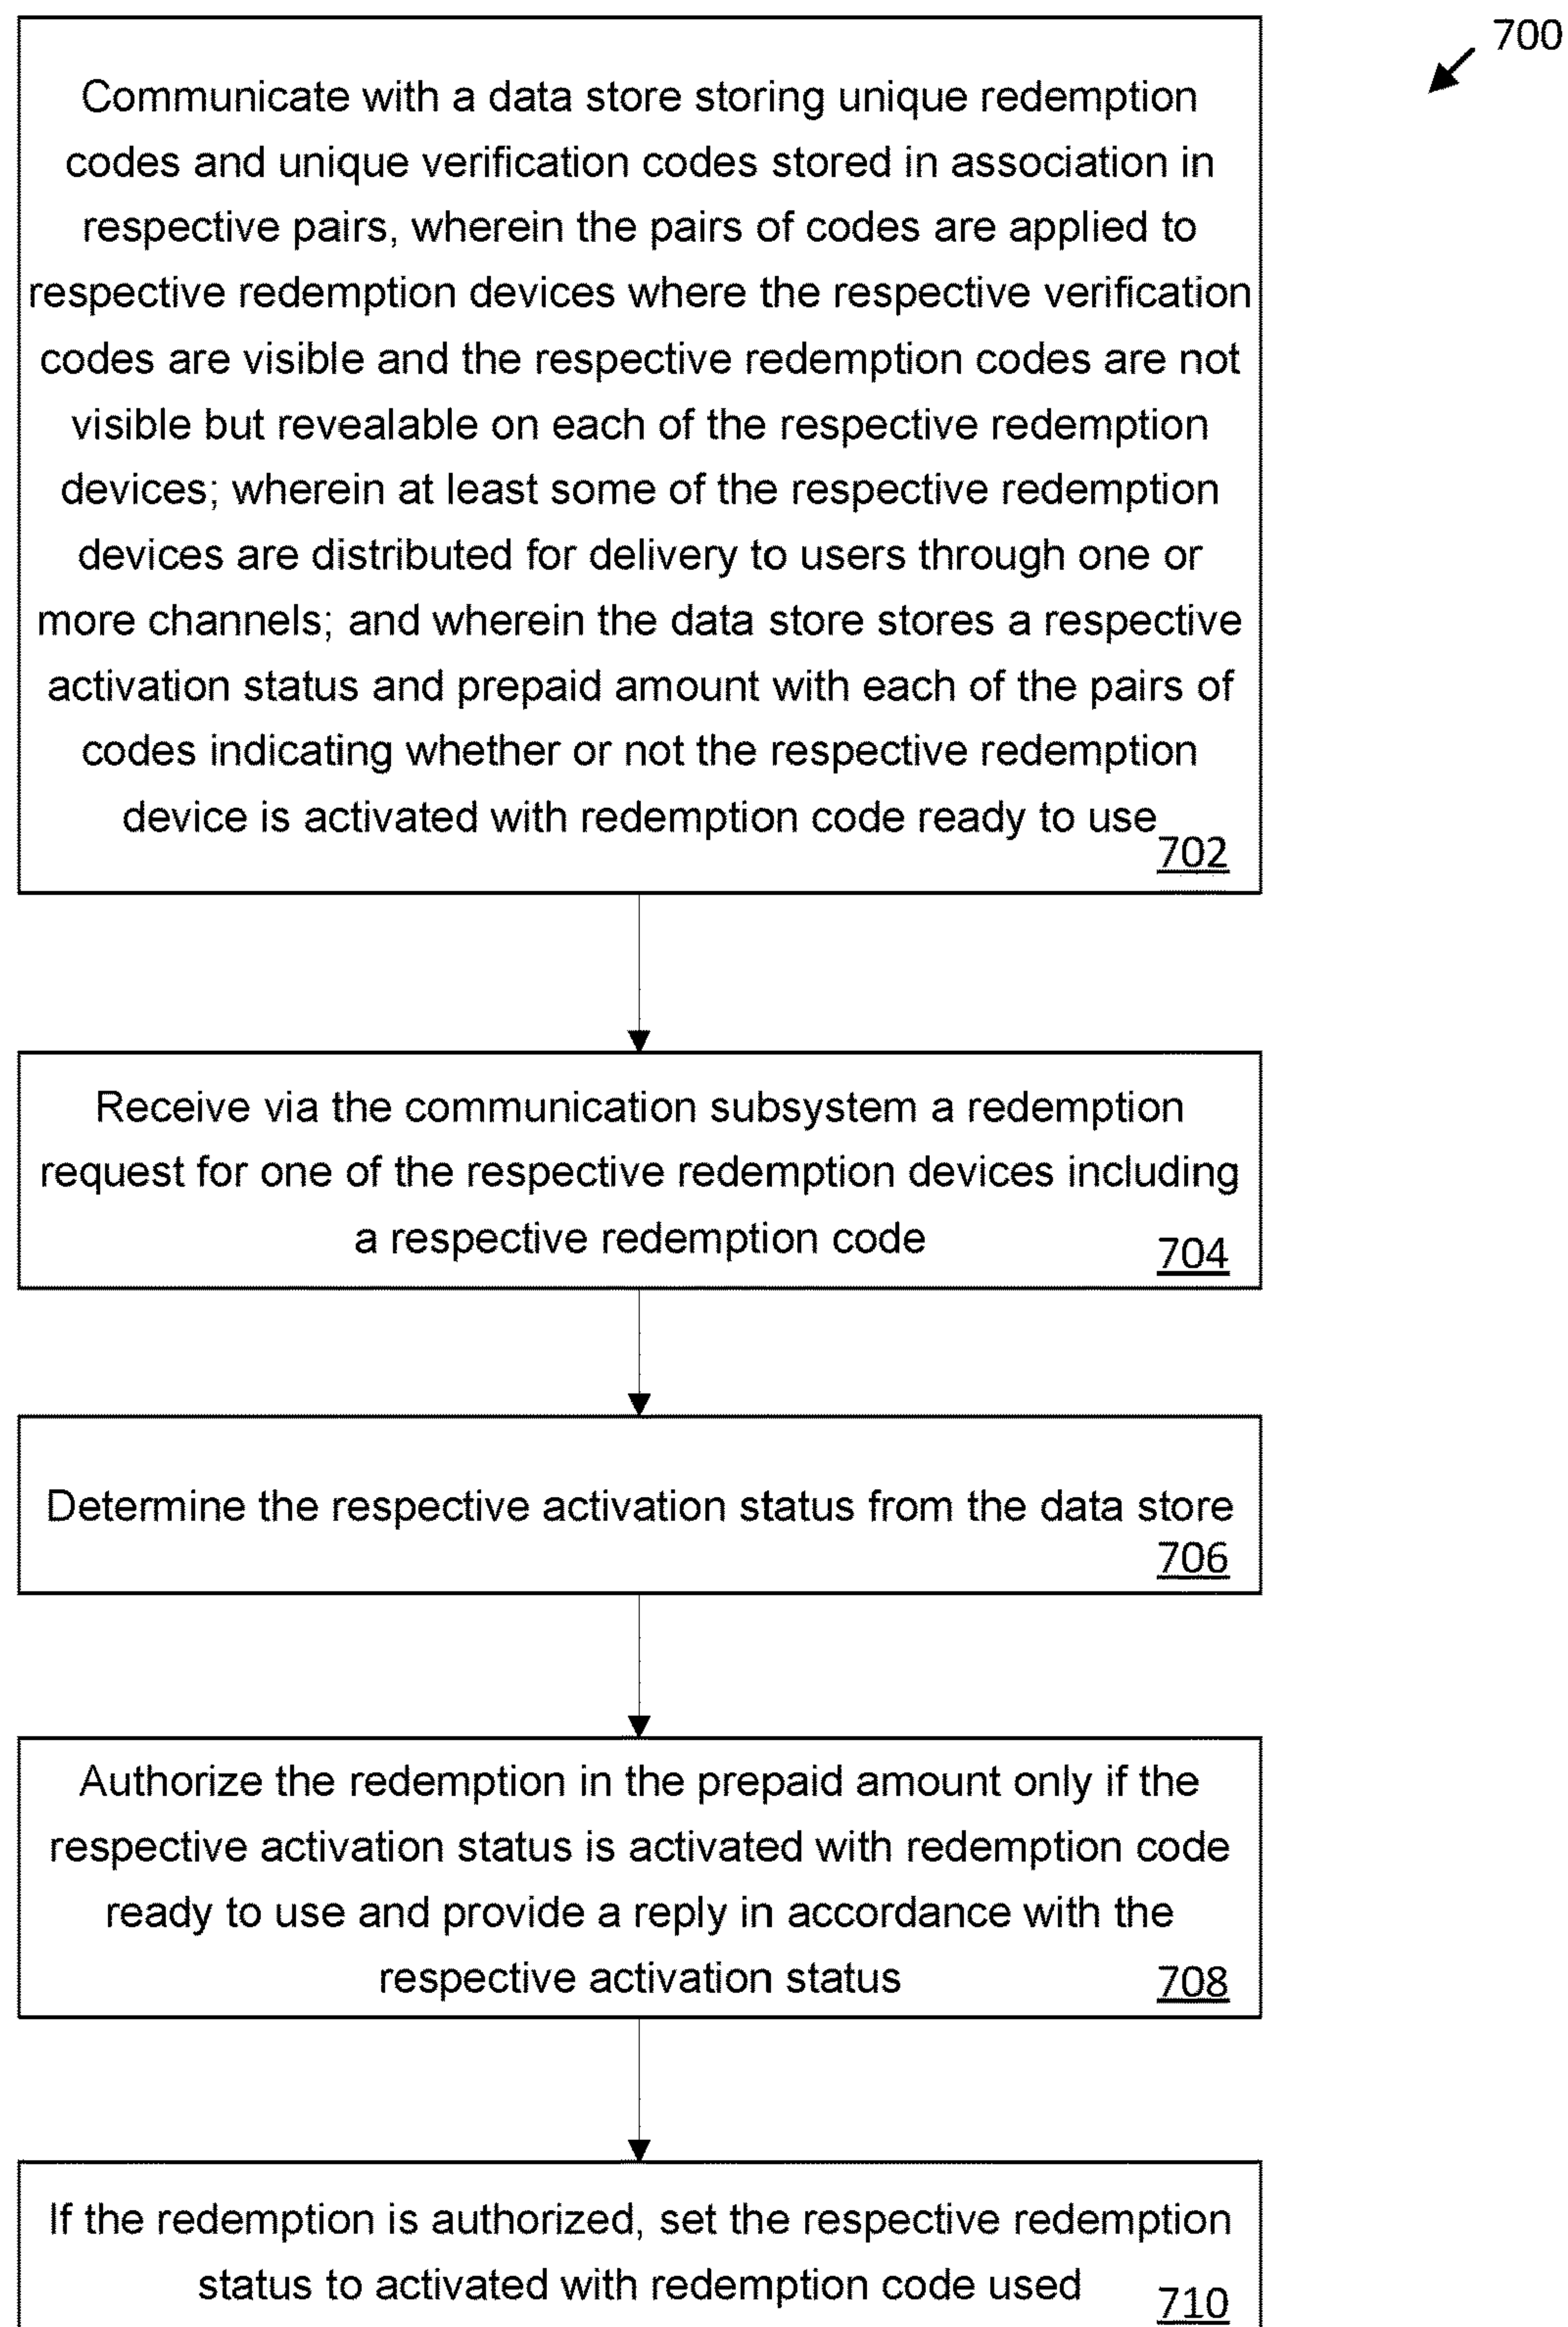 700
Communicate with a data store storing unique redemption
codes and unique verification codes stored in association in
respective pairs, wherein the pairs of codes are applied to
respective redemption devices where the respective verification
codes are visible and the respective redemption codes are not
visible but revealable on each of the respective redemption
devices; wherein at least some of the respective redemption
devices are distributed for delivery to users through one or
more channels; and wherein the data store stores a respective
activation status and prepaid amount with each of the pairs of
codes indicating whether or not the respective redemption
device is activated with redemption code ready to use
702
Receive via the communication subsystem a redemption
request for one of the respective redemption devices including
a respective redemption code
704
Determine the respective activation status from the data store
706
Authorize the redemption in the prepaid amount only if the
respective activation status is activated with redemption code
ready to use and provide a reply in accordance with the
respective activation status
708
If the redemption is authorized, set the respective redemption
status to activated with redemption code used
710